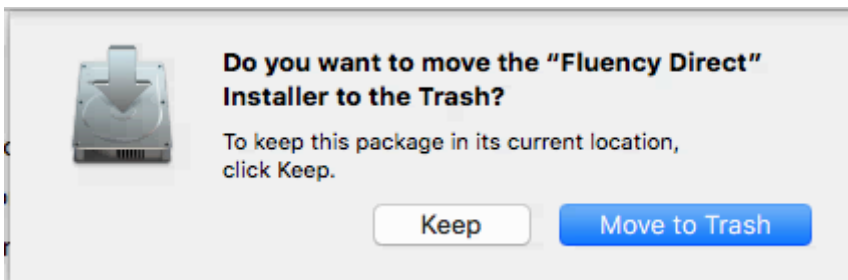 Do you want to move the “Fluency Direct”
Installer to the Trash?
To keep this package in its current location,
click Keep.
Keep
Move to Trash